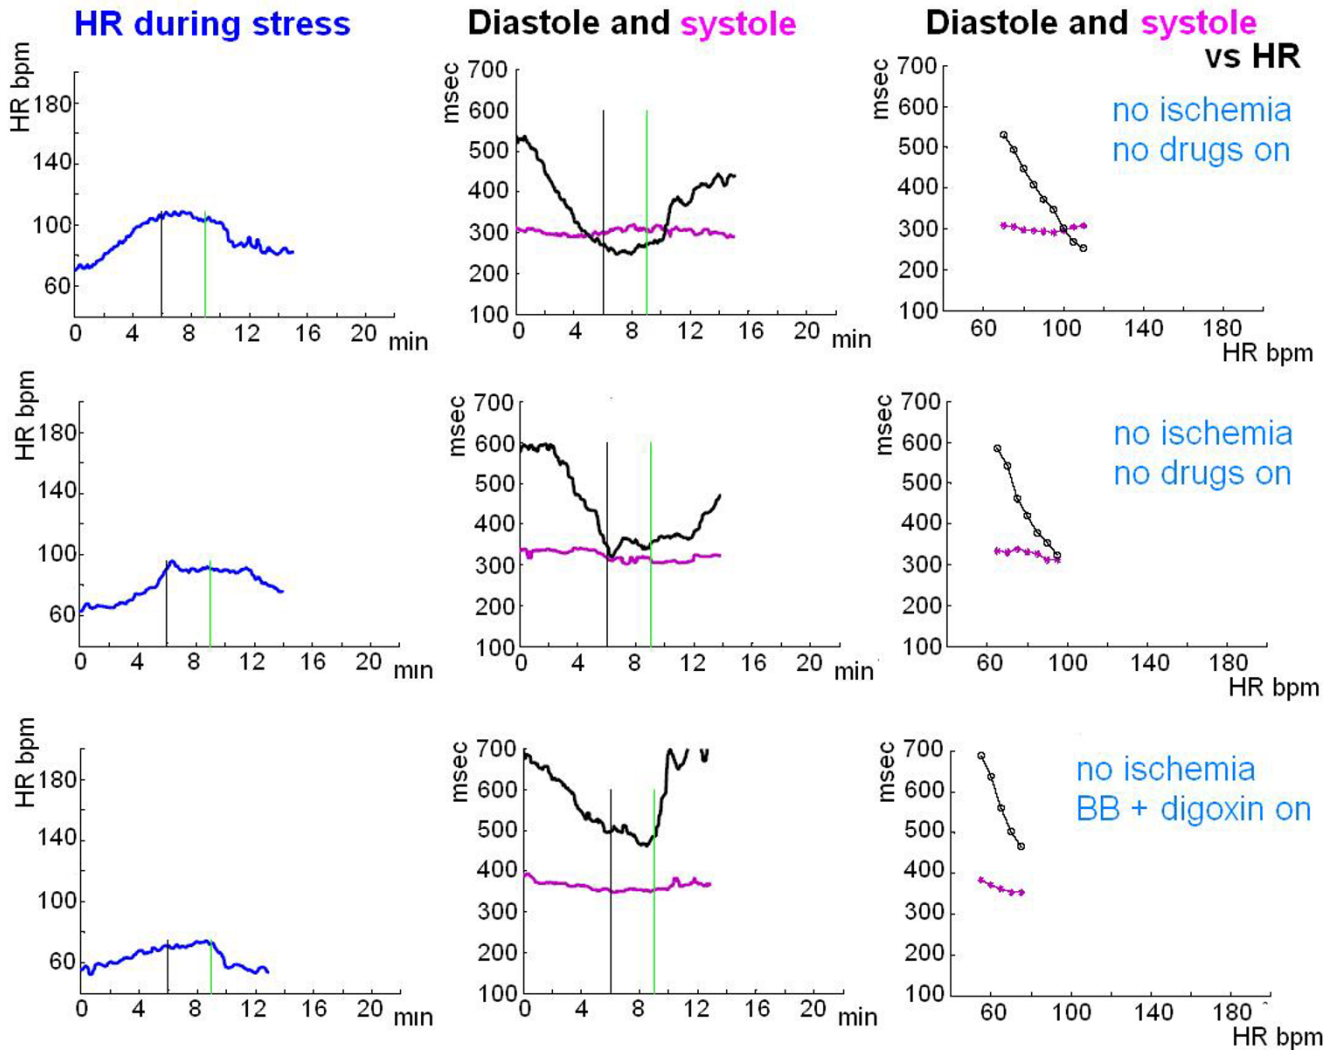 HR during stress
Diastole and systole
Diastole and systole
vs HR
HR bpm
180
140
100
60
0 4 8 12 16 20 min
msec
700
600
500
400
300
200
100
0 4 8 12 16 20 min
msec
700
600
500
400
300
200
100
60 100 140 180
HR bpm
no ischemia
no drugs on
HR bpm
180
140
100
60
0 4 8 12 16 20 min
msec
700
600
500
400
300
200
100
0 4 8 12 16 20 min
msec
700
600
500
400
300
200
100
60 100 140 180
HR bpm
no ischemia
no drugs on
HR bpm
180
140
100
60
0 4 8 12 16 20 min
msec
700
600
500
400
300
200
100
0 4 8 12 16 20 min
msec
700
600
500
400
300
200
100
60 100 140 180
HR bpm
no ischemia
BB + digoxin on